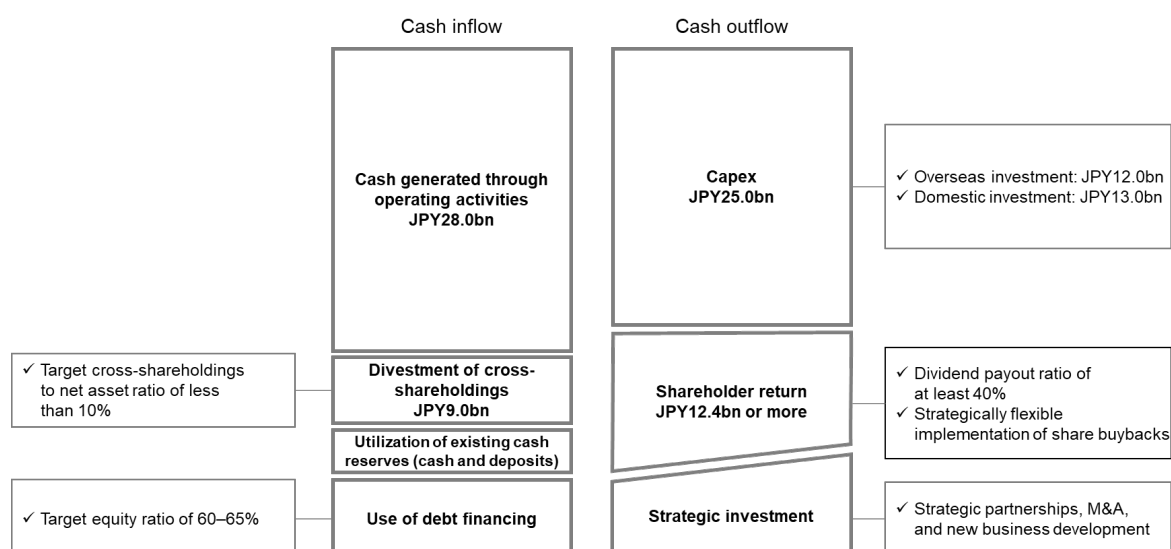 Cash inflow
Cash outflow
Cash generated through
operating activities
JPY28.0bn
Capex
JPY25.0bn
✓ Overseas investment: JPY12.0bn
✓ Domestic investment: JPY13.0bn
✓ Target cross-shareholdings
to net asset ratio of less
than 10%
Divestment of cross-
shareholdings
JPY9.0bn
Shareholder return
JPY12.4bn or more
✓ Dividend payout ratio of
at least 40%
✓ Strategically flexible
implementation of share buybacks
Utilization of existing cash
reserves (cash and deposits)
✓ Target equity ratio of 60–65%
Use of debt financing
Strategic investment
✓ Strategic partnerships, M&A,
and new business development